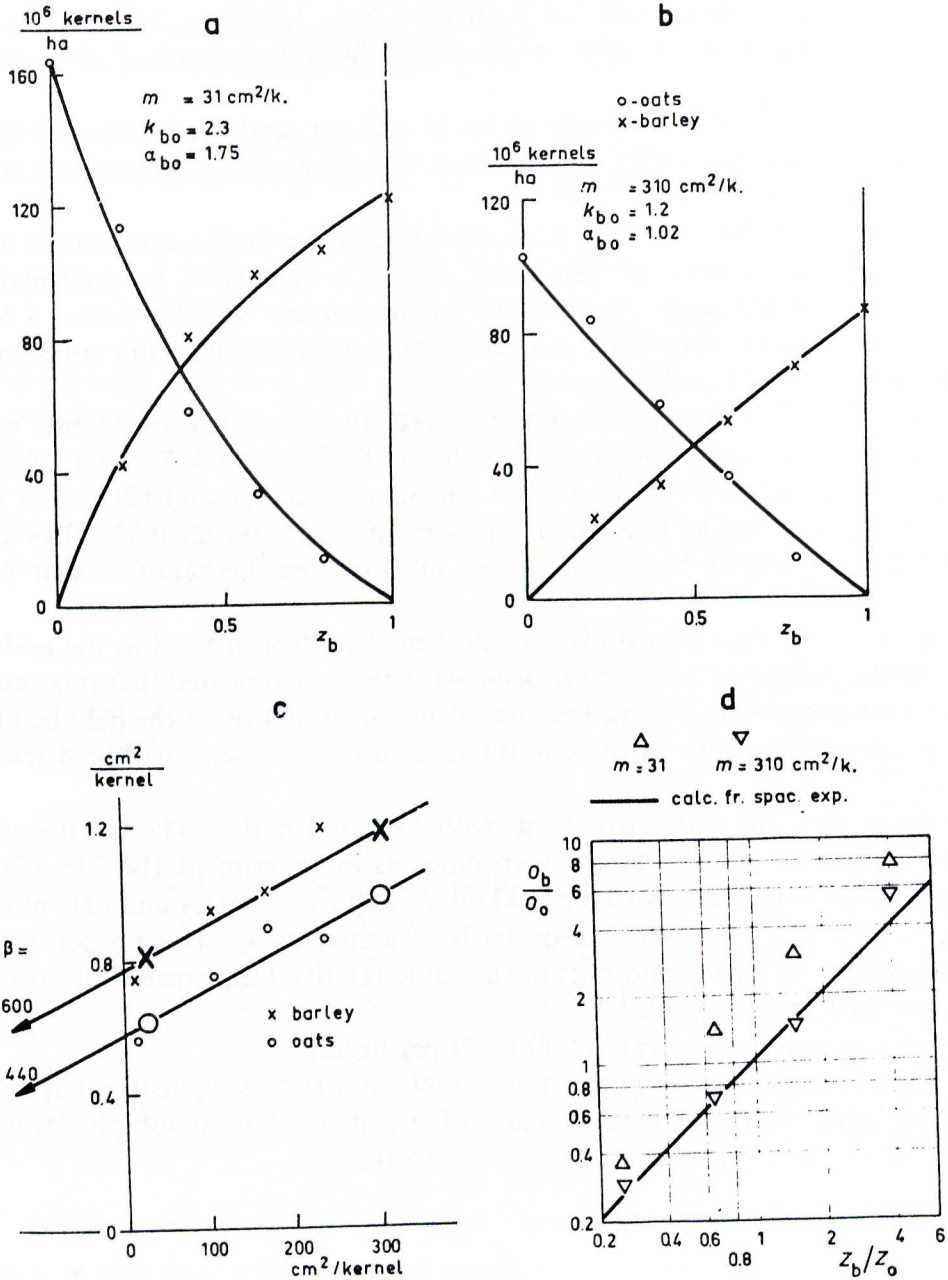 a
10⁶ kernels
ha
160
120
80
40
0
m = 31 cm²/k.
k bo = 2.3
α bo = 1.75
0.5
1
z b
b
o-oats
x-barley
10⁶ kernels
ha
120
80
40
0
m = 310 cm²/k.
k bo = 1.2
α bo = 1.02
0
0.5
1
z b
c
cm²
kernel
1.2
0.8
0.4
0
β =
600
440
x barley
o oats
0
100
200
300
cm²/kernel
d
△ ▽
m = 31 m = 310 cm²/k.
calc. fr. spac. exp.
O b
O o
10
6
4
2
1
0.8
0.6
0.4
0.2
0.2 0.4 0.6 0.8 1 2 4 6
Z b/Z o